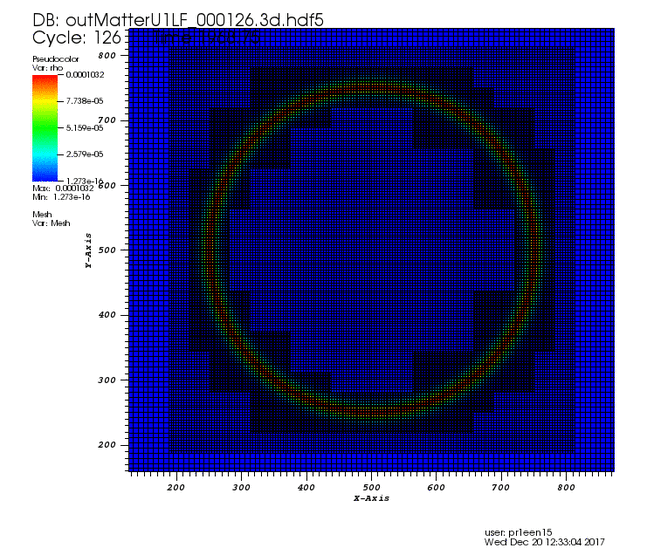 DB: outMatterU1LF_000126.3d.hdf5
Cycle: 126
Pseudocolor
Var: rho
0.0001032
7.738e-05
5.159e-05
2.579e-05
1.273e-16
Max: 0.0001032
Min: 1.273e-16
Mesh
Var: Mesh
Y-Axis
800
700
600
500
400
300
200
200 300 400 500 600 700 800
X-Axis
user: pr1een15
Wed Dec 20 12:33:04 2017